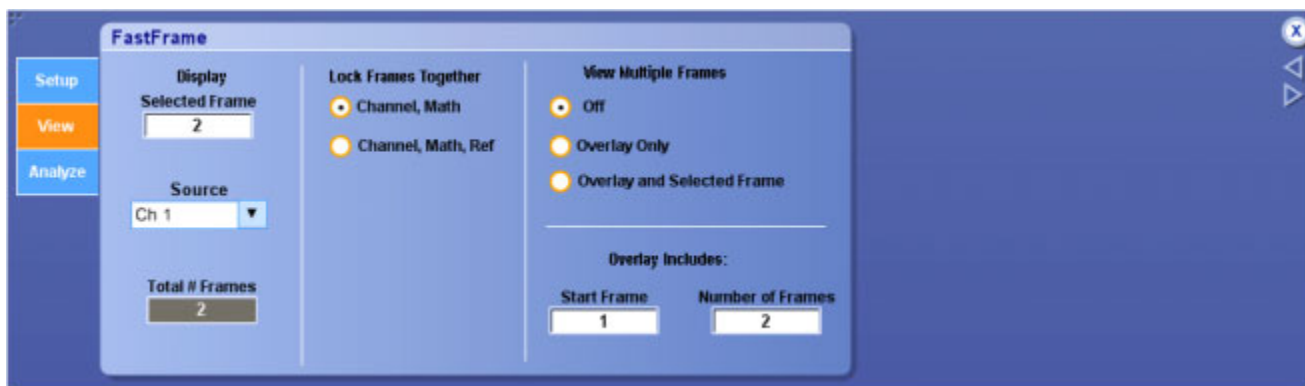 FastFrame
Setup
View
Analyze
Display
Selected Frame
2
Source
Ch 1
Total # Frames
2
Lock Frames Together
Channel, Math
Channel, Math, Ref
View Multiple Frames
Off
Overlay Only
Overlay and Selected Frame
Overlay Includes:
Start Frame
1
Number of Frames
2
X